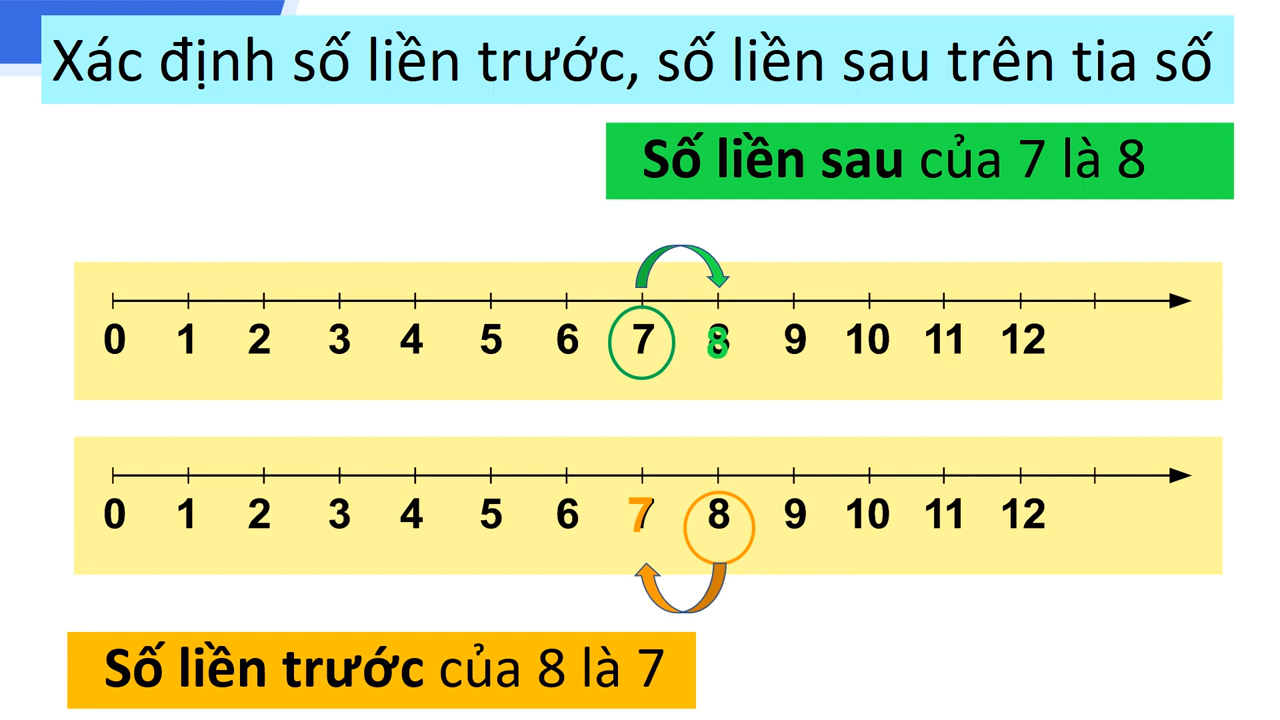 Xác định số liền trước, số liền sau trên tia số
Số liền sau của 7 là 8
0 1 2 3 4 5 6 7 8 9 10 11 12
0 1 2 3 4 5 6 7 8 9 10 11 12
Số liền trước của 8 là 7